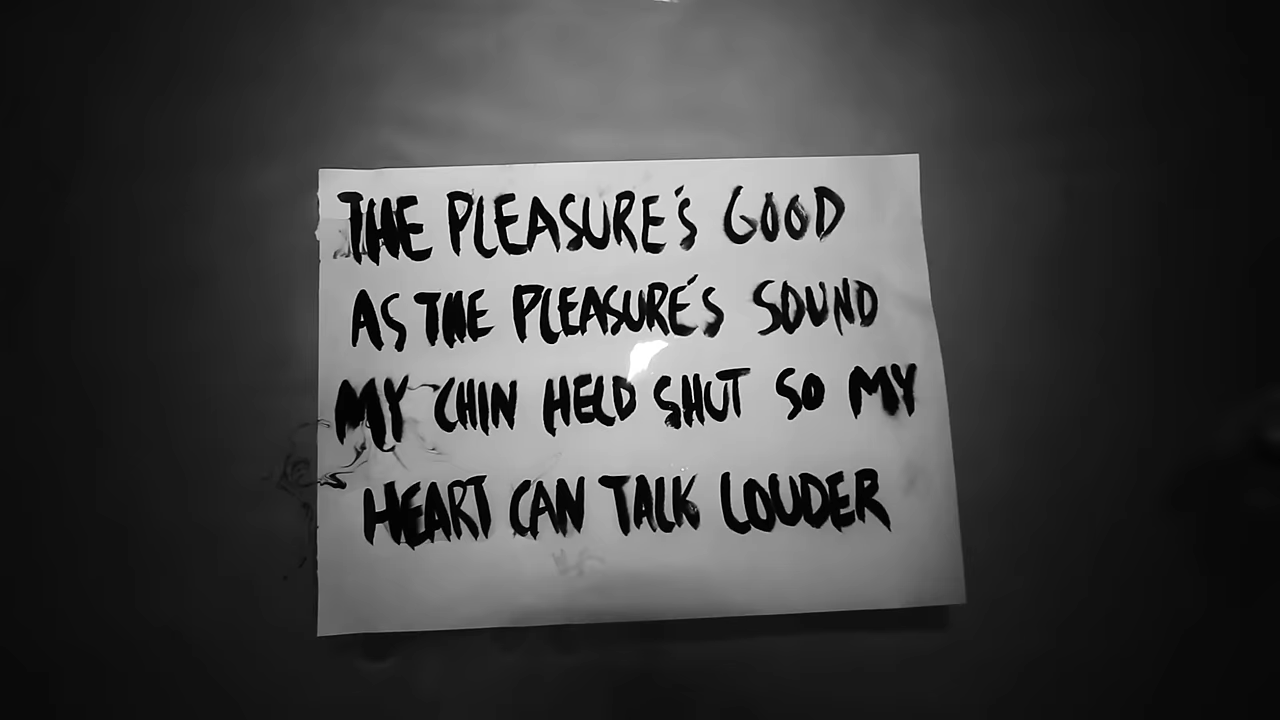 THE PLEASURE'S GOOD
AS THE PLEASURE'S SOUND
MY CHIN HELD SHUT SO MY
HEART CAN TALK LOUDER